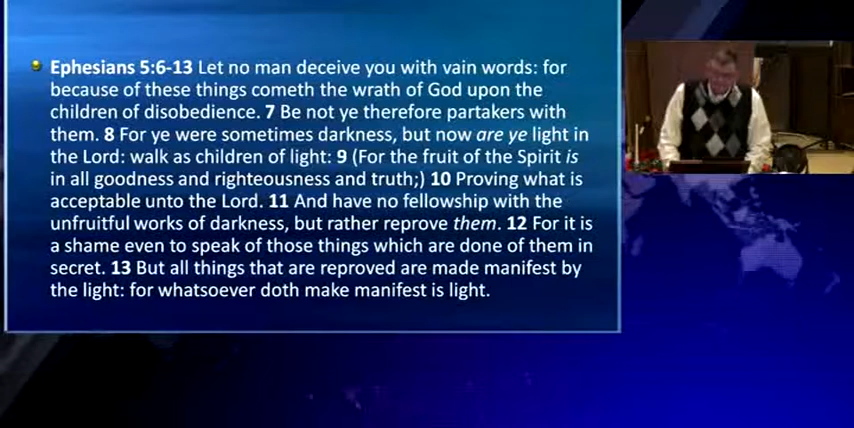 Ephesians 5:6-13 Let no man deceive you with vain words: for
because of these things cometh the wrath of God upon the
children of disobedience. 7 Be not ye therefore partakers with
them. 8 For ye were sometimes darkness, but now are ye light in
the Lord: walk as children of light: 9 (For the fruit of the Spirit is
in all goodness and righteousness and truth;) 10 Proving what is
acceptable unto the Lord. 11 And have no fellowship with the
unfruitful works of darkness, but rather reprove them. 12 For it is
a shame even to speak of those things which are done of them in
secret. 13 But all things that are reproved are made manifest by
the light: for whatsoever doth make manifest is light.